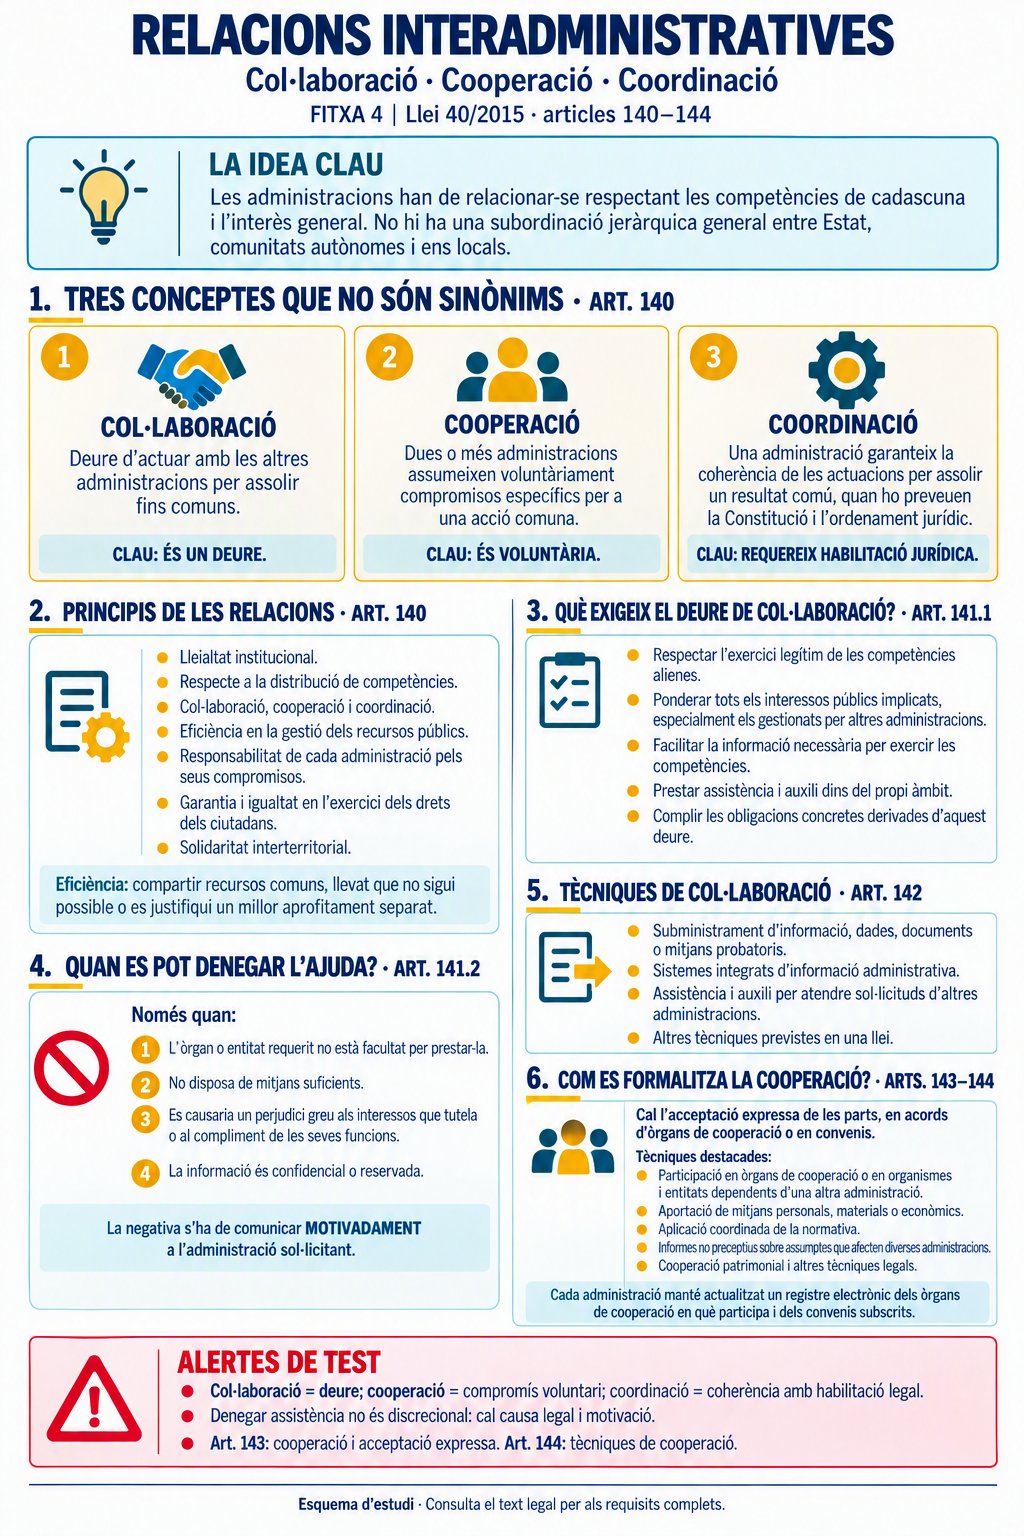 RELACIONS INTERADMINISTRATIVES
Col·laboració · Cooperació · Coordinació
FITXA 4 | Llei 40/2015 · articles 140–144
LA IDEA CLAU
Les administracions han de relacionar-se respectant les competències de cadascuna
i l'interès general. No hi ha una subordinació jeràrquica general entre Estat,
comunitats autònomes i ens locals.
1. TRES CONCEPTES QUE NO SÓN SINÒNIMS · ART. 140
1
COL·LABORACIÓ
Deure d'actuar amb les altres
administracions per assolir
fins comuns.
CLAU: ÉS UN DEURE.
2
COOPERACIÓ
Dues o més administracions
assumeixen voluntàriament
compromisos específics per a
una acció comuna.
CLAU: ÉS VOLUNTÀRIA.
3
COORDINACIÓ
Una administració garanteix la
coherència de les actuacions per assolir
un resultat comú, quan ho preveuen
la Constitució i l'ordenament jurídic.
CLAU: REQUEREIX HABILITACIÓ JURÍDICA.
2. PRINCIPIS DE LES RELACIONS · ART. 140
Lleialtat institucional.
Respecte a la distribució de competències.
Col·laboració, cooperació i coordinació.
Eficiència en la gestió dels recursos públics.
Responsabilitat de cada administració pels
seus compromisos.
Garantia i igualtat en l'exercici dels drets
dels ciutadans.
Solidaritat interterritorial.
Eficiència: compartir recursos comuns, llevat que no sigui
possible o es justifiqui un millor aprofitament separat.
3. QUÈ EXIGEIX EL DEURE DE COL·LABORACIÓ? · ART. 141.1
Respectar l'exercici legítim de les competències
alienes.
Ponderar tots els interessos públics implicats,
especialment els gestionats per altres administracions.
Facilitar la informació necessària per exercir les
competències.
Prestar assistència i auxili dins del propi àmbit.
Complir les obligacions concretes derivades d'aquest
deure.
4. QUAN ES POT DENEGAR L'AJUDA? · ART. 141.2
Només quan:
1 L'òrgan o entitat requerit no està facultat per prestar-la.
2 No disposa de mitjans suficients.
3 Es causaria un perjudici greu als interessos que tutela
o al compliment de les seves funcions.
4 La informació és confidencial o reservada.
La negativa s'ha de comunicar MOTIVADAMENT
a l'administració sol·licitant.
5. TÈCNIQUES DE COL·LABORACIÓ · ART. 142
Subministrament d'informació, dades, documents
o mitjans probatoris.
Sistemes integrats d'informació administrativa.
Assistència i auxili per atendre sol·licituds d'altres
administracions.
Altres tècniques previstes en una llei.
6. COM ES FORMALITZA LA COOPERACIÓ? · ARTS. 143–144
Cal l'acceptació expressa de les parts, en acords
d'òrgans de cooperació o en convenis.
Tècniques destacades:
Participació en òrgans de cooperació o en organismes
i entitats dependents d'una altra administració.
Aportació de mitjans personals, materials o econòmics.
Aplicació coordinada de la normativa.
Informes no preceptius sobre assumptes que afecten diverses administracions.
Cooperació patrimonial i altres tècniques legals.
Cada administració manté actualitzat un registre electrònic dels òrgans
de cooperació en què participa i dels convenis subscrits.
ALERTES DE TEST
Col·laboració = deure; cooperació = compromís voluntari; coordinació = coherència amb habilitació legal.
Denegar assistència no és discrecional: cal causa legal i motivació.
Art. 143: cooperació i acceptació expressa. Art. 144: tècniques de cooperació.
Esquema d'estudi · Consulta el text legal per als requisits complets.